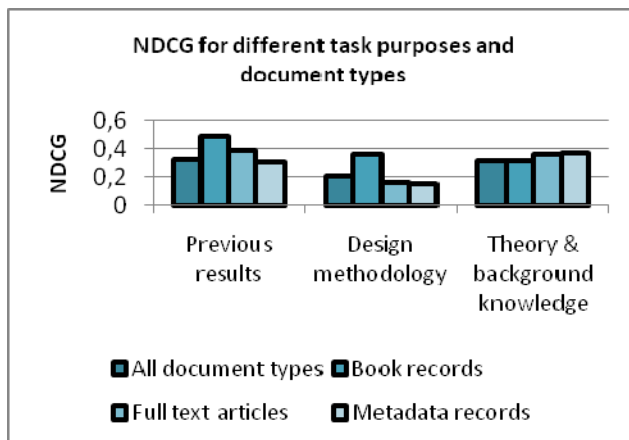 NDCG for different task purposes and
document types
NDCG
0,6
0,4
0,2
0
Previous
results
Design
methodology
Theory &
background
knowledge
All document types
Book records
Full text articles
Metadata records